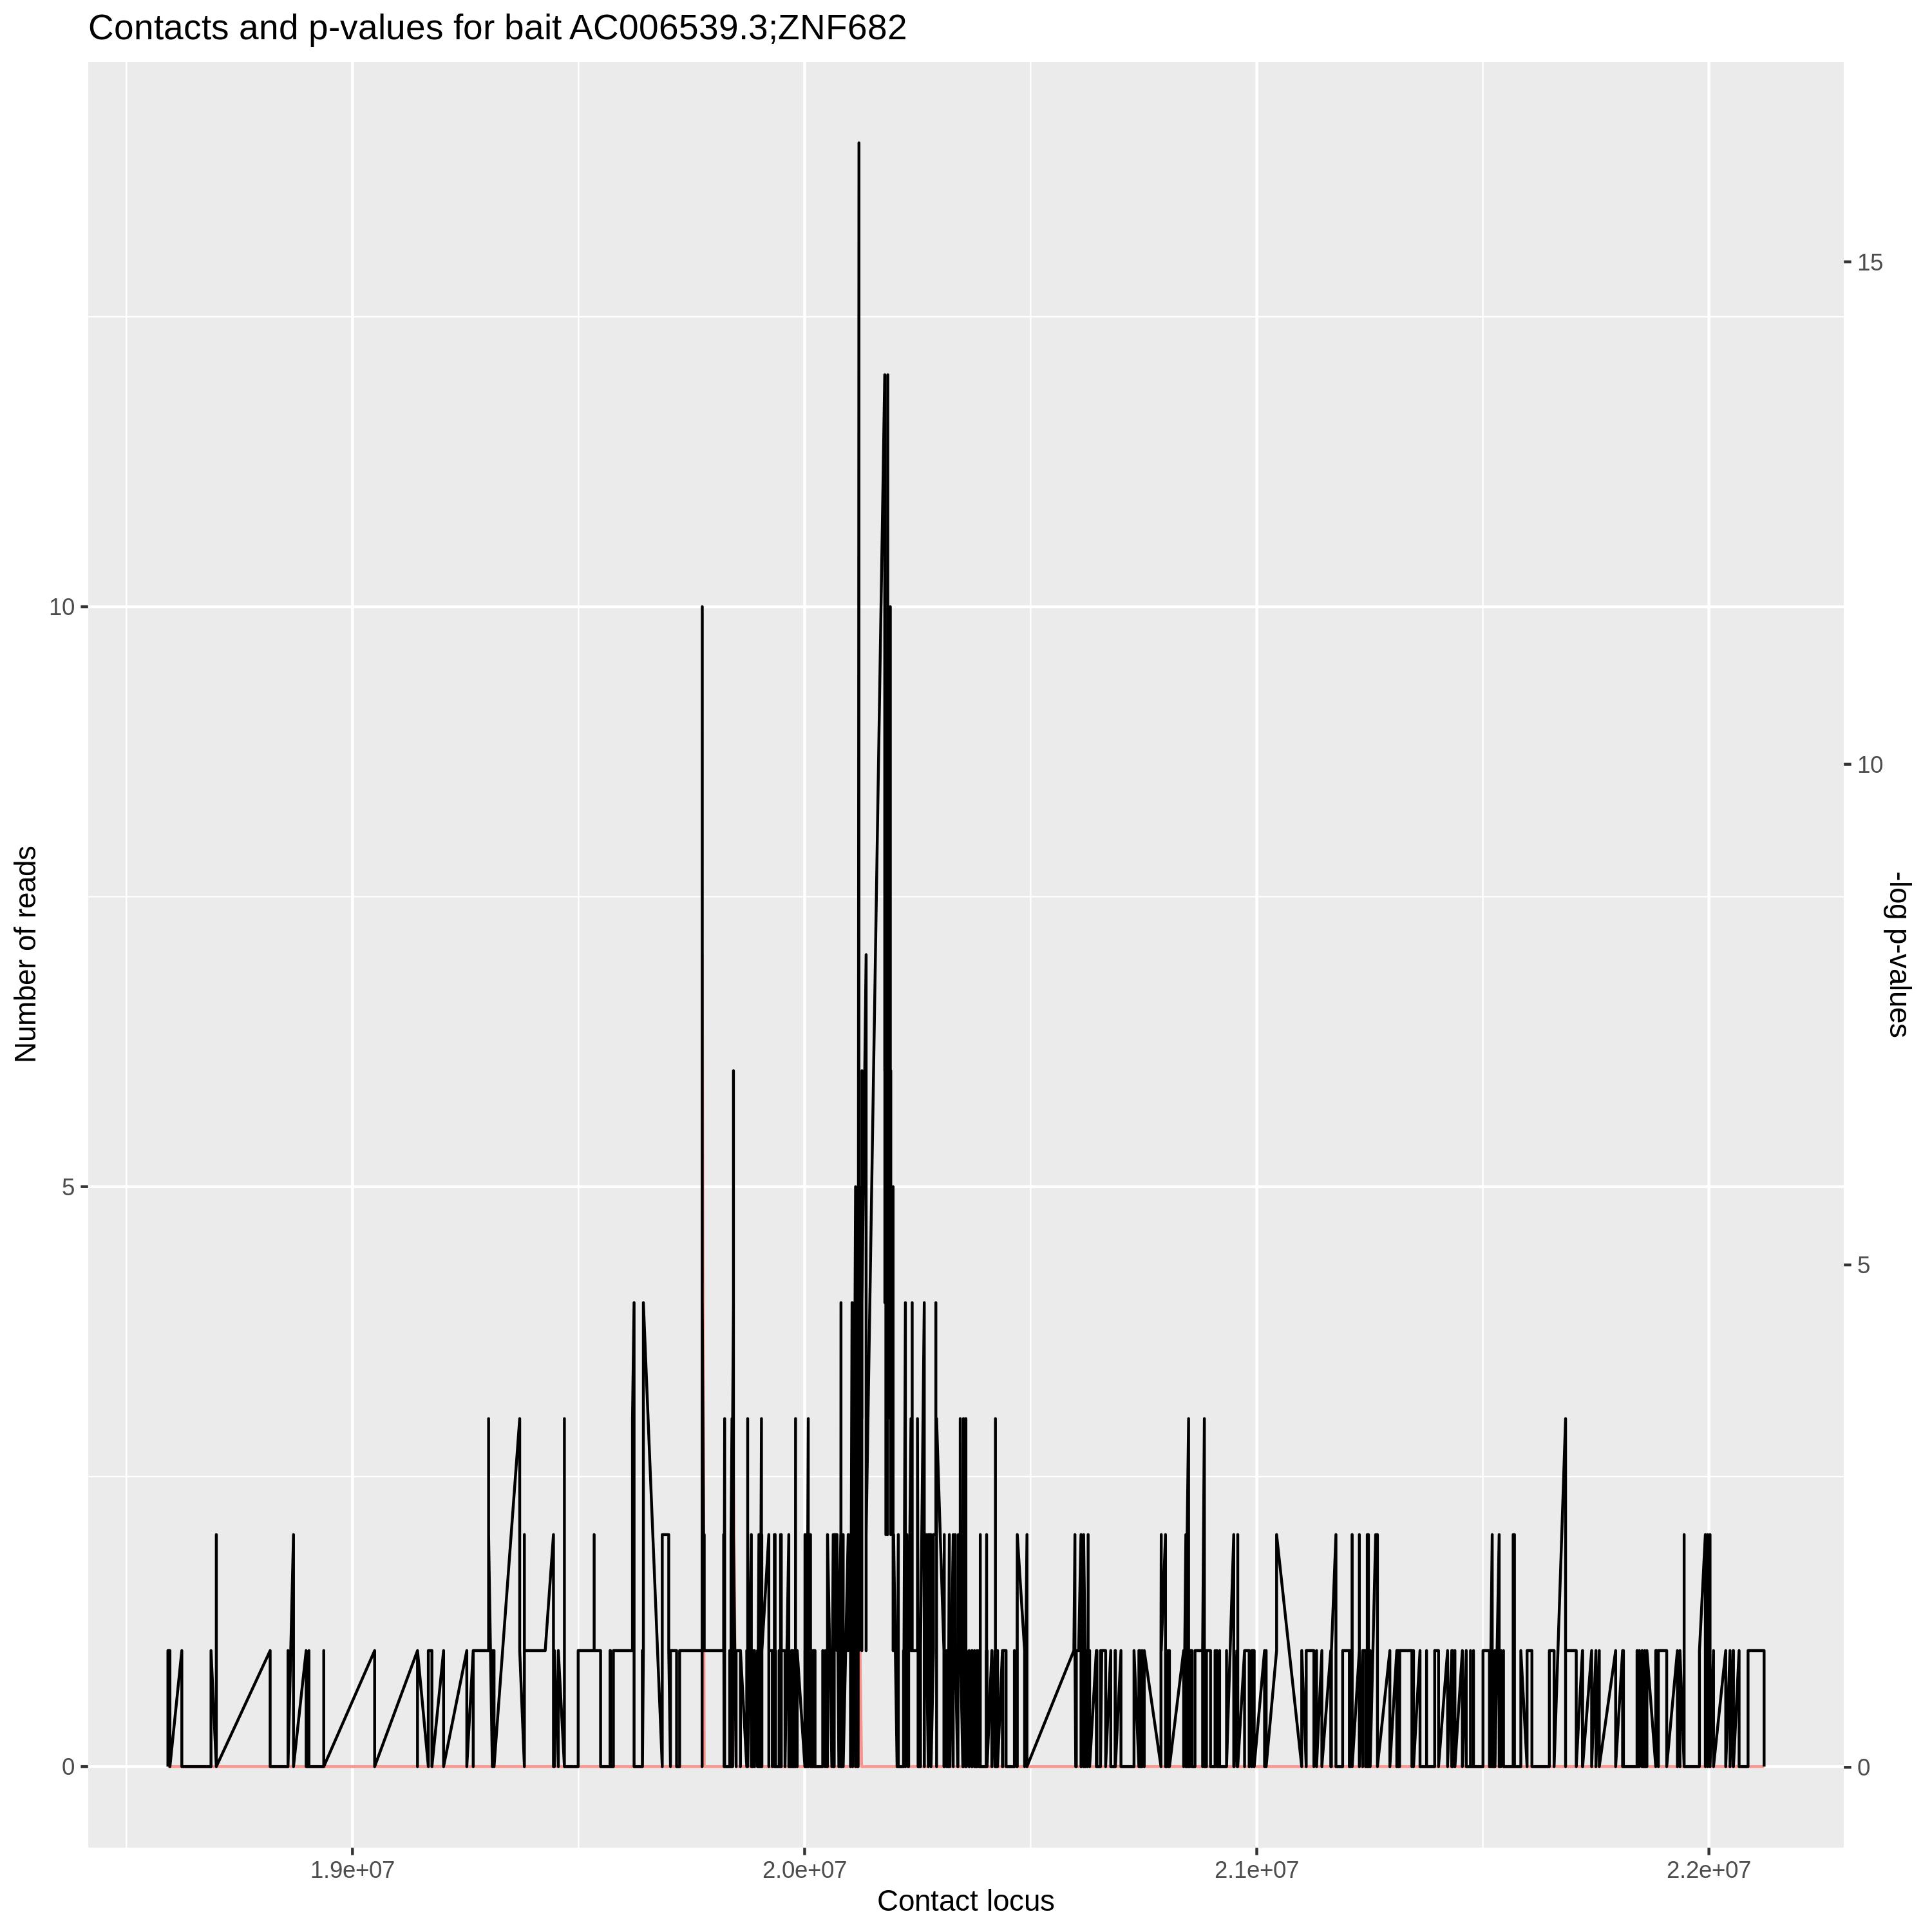 Contacts and p-values for bait AC006539.3;ZNF682
15
10
10
Number of reads
-log p-values
5
5
0
0
1.9e+07
2.0e+07
2.1e+07
2.2e+07
Contact locus